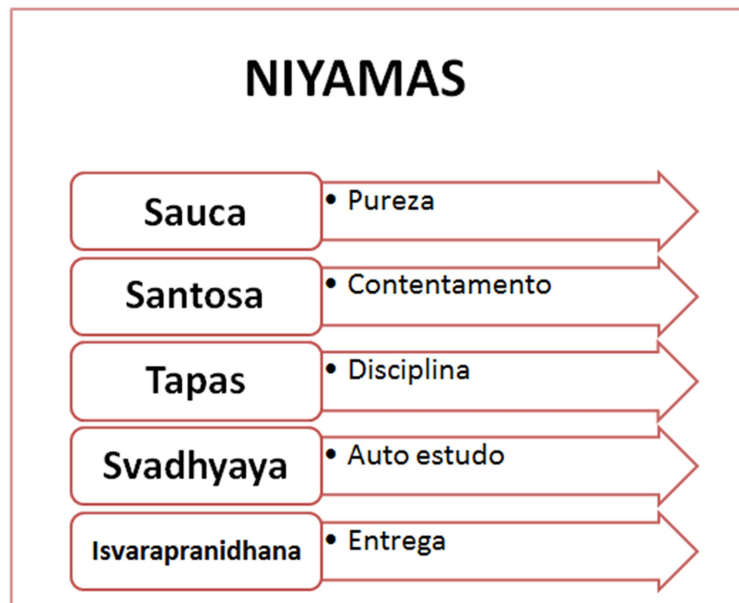 NIYAMAS
Sauca
• Pureza
Santosa
• Contentamento
Tapas
• Disciplina
Svadhyaya
• Auto estudo
Isvarapranidhana
• Entrega